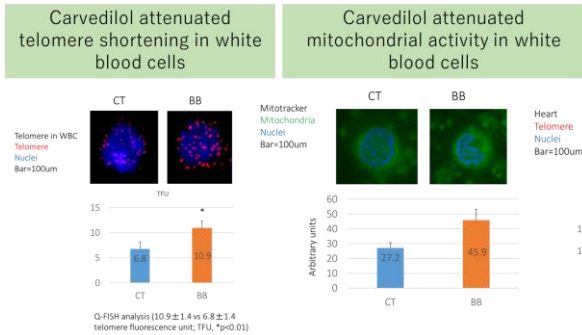 Carvedilol attenuated
telomere shortening in white
blood cells
CT
BB
Telomere in WBC
Telomere
Nuclei
Bar=100um
TFU
15
10
5
0
*
6.8
10.9
CT
BB
Q-FISH analysis (10.9±1.4 vs 6.8±1.4
telomere fluorescence unit; TFU, *p<0.01)
Carvedilol attenuated
mitochondrial activity in white
blood cells
CT
BB
Mitotracker
Mitochondria
Nuclei
Bar=100um
Arbitrary units
60
50
40
30
20
10
0
27.2
45.9
CT
BB
Heart
Telomere
Nuclei
Bar=100um
1
1